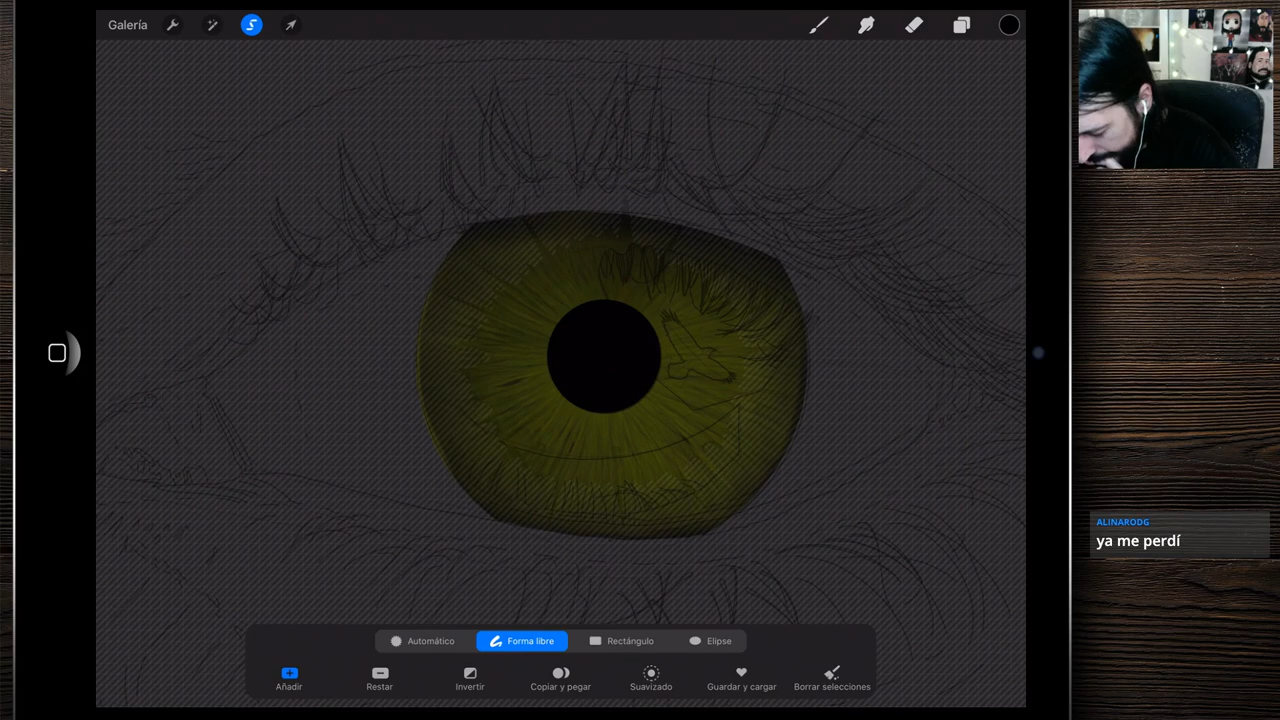 Galería
Automático
Forma libre
Rectángulo
Elipse
Añadir
Restar
Invertir
Copiar y pegar
Suavizado
Guardar y cargar
Borrar selecciones
ALINARODG
ya me perdí